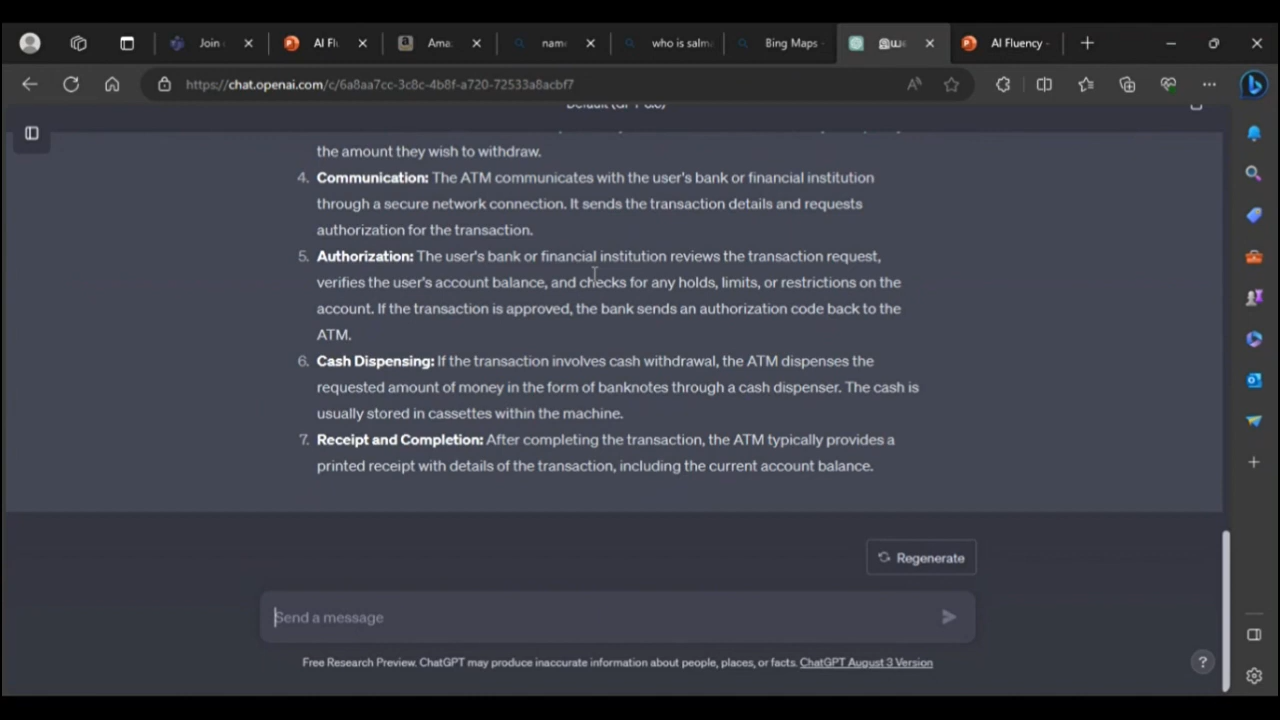 Join
AI Fl
Ama
nam
who is salm
Bing Maps
AI Fluency
https://chat.openai.com/c/6a8aa7cc-3c8c-4b8f-a720-72533a8acbf7
the amount they wish to withdraw.
4. Communication: The ATM communicates with the user's bank or financial institution
through a secure network connection. It sends the transaction details and requests
authorization for the transaction.
5. Authorization: The user's bank or financial institution reviews the transaction request,
verifies the user's account balance, and checks for any holds, limits, or restrictions on the
account. If the transaction is approved, the bank sends an authorization code back to the
ATM.
6. Cash Dispensing: If the transaction involves cash withdrawal, the ATM dispenses the
requested amount of money in the form of banknotes through a cash dispenser. The cash is
usually stored in cassettes within the machine.
7. Receipt and Completion: After completing the transaction, the ATM typically provides a
printed receipt with details of the transaction, including the current account balance.
Regenerate
Send a message
Free Research Preview. ChatGPT may produce inaccurate information about people, places, or facts. ChatGPT August 3 Version
?